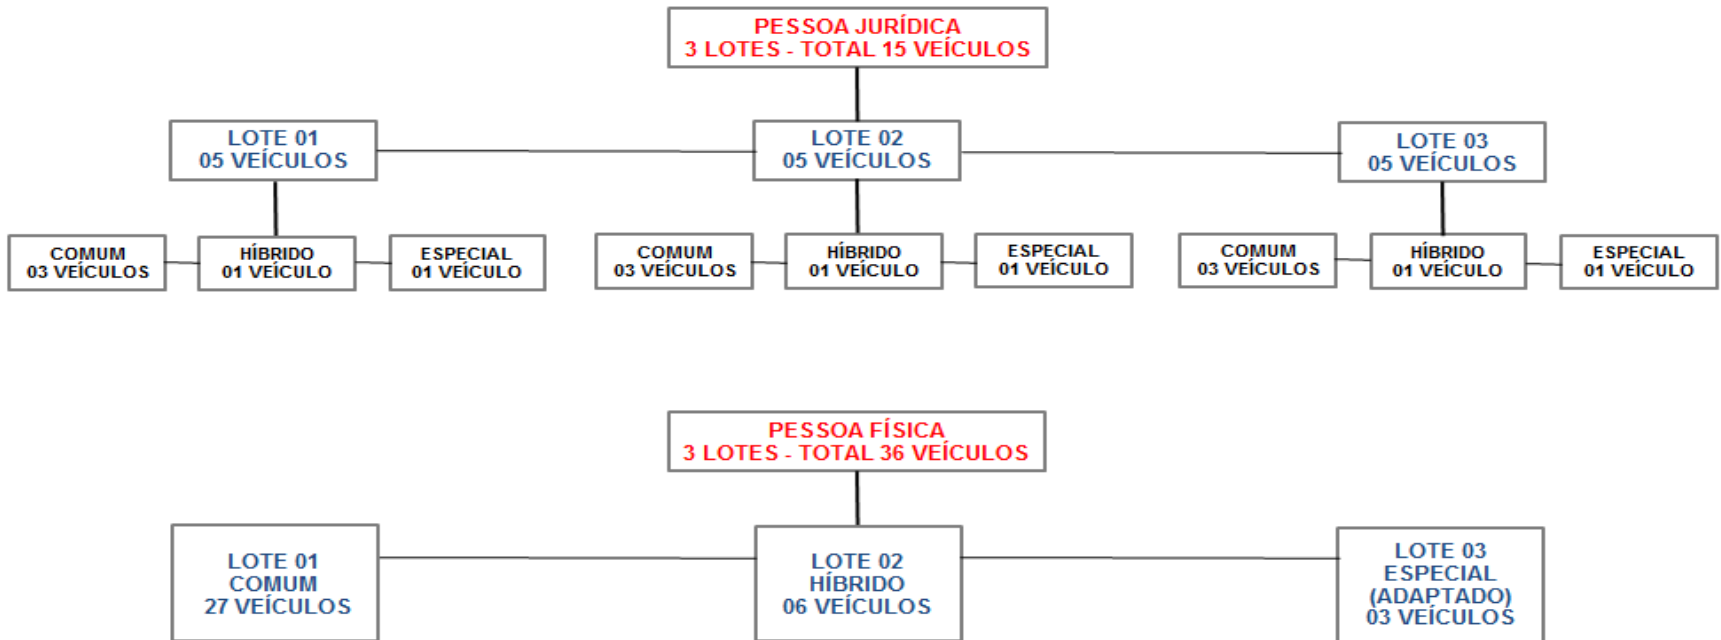 PESSOA JURÍDICA
3 LOTES - TOTAL 15 VEÍCULOS
LOTE 01
05 VEÍCULOS
LOTE 02
05 VEÍCULOS
LOTE 03
05 VEÍCULOS
COMUM
03 VEÍCULOS
HÍBRIDO
01 VEÍCULO
ESPECIAL
01 VEÍCULO
COMUM
03 VEÍCULOS
HÍBRIDO
01 VEÍCULO
ESPECIAL
01 VEÍCULO
COMUM
03 VEÍCULOS
HÍBRIDO
01 VEÍCULO
ESPECIAL
01 VEÍCULO
PESSOA FÍSICA
3 LOTES - TOTAL 36 VEÍCULOS
LOTE 01
COMUM
27 VEÍCULOS
LOTE 02
HÍBRIDO
06 VEÍCULOS
LOTE 03
ESPECIAL
(ADAPTADO)
03 VEÍCULOS